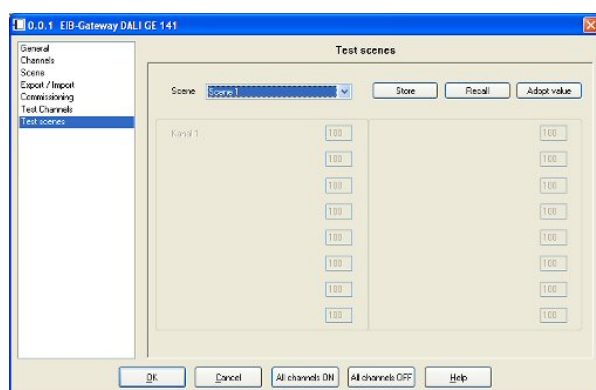 0.0.1 EIB-Gateway DALI GE 141
General
Channels
Scene
Export / Import
Commissioning
Test Channels
Test scenes
Test scenes
Scene Scene 1 Store Recall Adopt value
Kanal 1 100 100
100 100
100 100
100 100
100 100
100 100
100 100
100 100
OK Cancel All channels ON All channels OFF Help